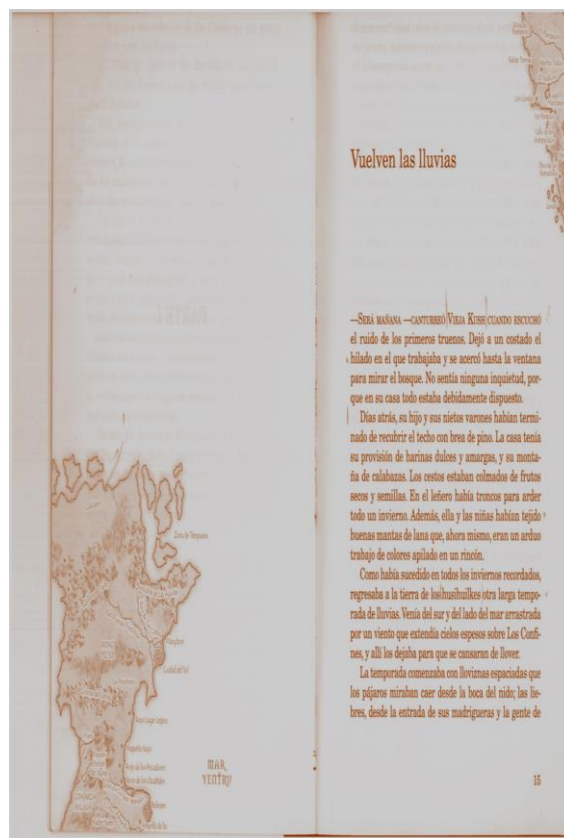 MAR
YENTRU
Vuelven las lluvias
—SERÁ MAÑANA —CANTURREÓ VIEJA KUSH CUANDO ESCUCHÓ
el ruido de los primeros truenos. Dejó a un costado el
hilado en el que trabajaba y se acercó hasta la ventana
para mirar el bosque. No sentía ninguna inquietud, por-
que en su casa todo estaba debidamente dispuesto.
Días atrás, su hijo y sus nietos varones habían termi-
nado de recubrir el techo con brea de pino. La casa tenía
su provisión de harinas dulces y amargas, y su monta-
ña de calabazas. Los cestos estaban colmados de frutos
secos y semillas. En el leñero había troncos para arder
todo un invierno. Además, ella y las niñas habían tejido
buenas mantas de lana que, ahora mismo, eran un arduo
trabajo de colores apilado en un rincón.
Como había sucedido en todos los inviernos recordados,
regresaba a la tierra de los husihuilkes otra larga tempo-
rada de lluvias. Venía del sur y del lado del mar arrastrada
por un viento que extendía cielos espesos sobre Los Confi-
nes, y allí los dejaba para que se cansaran de llover.
La temporada comenzaba con lloviznas espaciadas que
los pájaros miraban caer desde la boca del nido; las lie-
bres, desde la entrada de sus madrigueras y la gente de
15